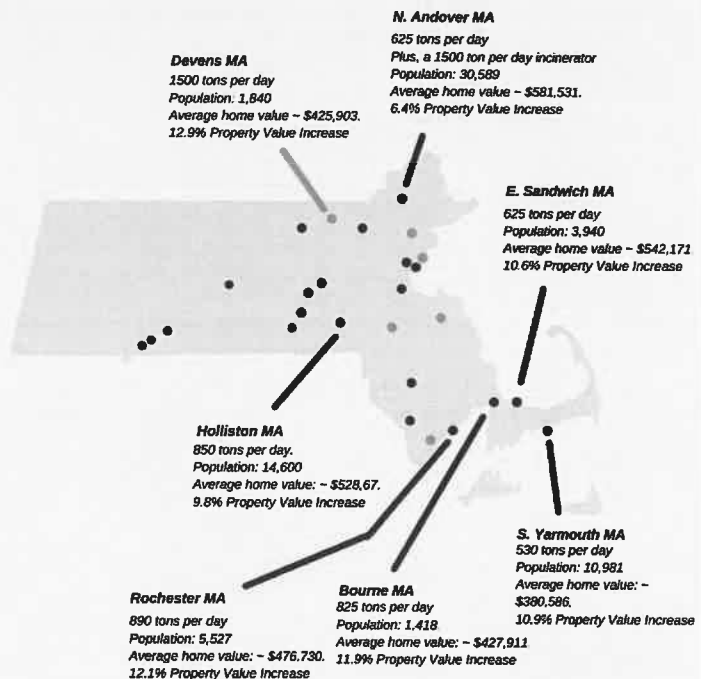 N. Andover MA
625 tons per day
Plus, a 1500 ton per day incinerator
Population: 30,589
Average home value ~ $581,531.
6.4% Property Value Increase
Devens MA
1500 tons per day
Population: 1,840
Average home value ~ $425,903.
12.9% Property Value Increase
E. Sandwich MA
625 tons per day
Population: 3,940
Average home value ~ $542,171
10.6% Property Value Increase
Holliston MA
850 tons per day.
Population: 14,600
Average home value: ~ $528,67.
9.8% Property Value Increase
S. Yarmouth MA
530 tons per day
Population: 10,981
Average home value: ~
$380,586.
10.9% Property Value Increase
Rochester MA
890 tons per day
Population: 5,527
Average home value: ~ $476,730.
12.1% Property Value Increase
Bourne MA
825 tons per day
Population: 1,418
Average home value: ~ $427,911
11.9% Property Value Increase